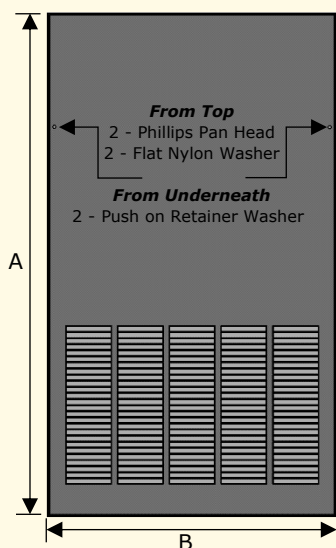 From Top
2 - Phillips Pan Head
2 - Flat Nylon Washer
From Underneath
2 - Push on Retainer Washer
A
B